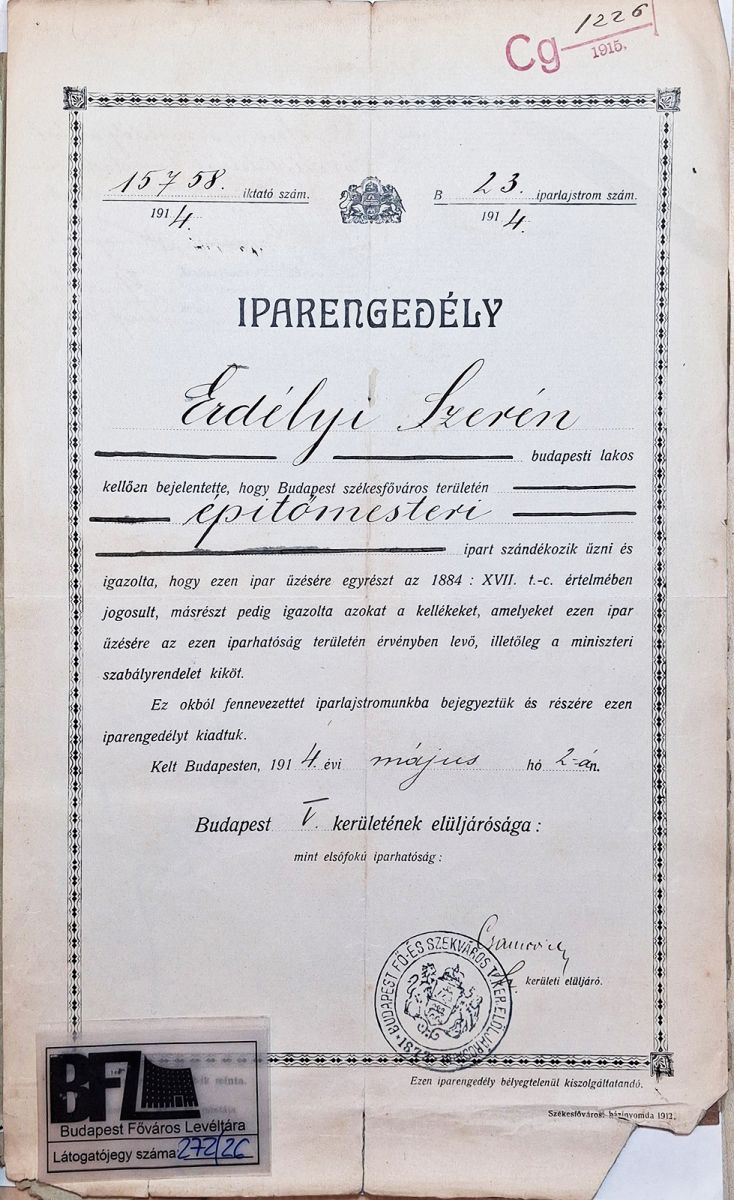 Cg 1226
1915.
15758. iktató szám.
1914.
B 23. iparlajstrom szám.
1914.
IPARENGEDÉLY
Erdélyi Szerén
budapesti lakos
kellően bejelentette, hogy Budapest székesfőváros területén
építőmesteri
ipart szándékozik űzni és
igazolta, hogy ezen ipar űzésére egyrészt az 1884 : XVII. t.-c. értelmében
jogosult, másrészt pedig igazolta azokat a kellékeket, amelyeket ezen ipar
űzésére az ezen iparhatóság területén érvényben levő, illetőleg a miniszteri
szabályrendelet kiköt.
Ez okból fennevezettet iparlajstromunkba bejegyeztük és részére ezen
iparengedélyt kiadtuk.
Kelt Budapesten, 1914. évi május hó 2-án.
Budapest V. kerületének elüljárósága :
mint elsőfokú iparhatóság :
kerületi elüljáró.
BUDAPEST FŐ-ÉS SZÉKVÁROS V. KER. ELÖLJÁRÓSÁGA
Ezen iparengedély bélyegtelenül kiszolgáltatandó.
Székesfővárosi házinyomda 1912.
BFL
Budapest Főváros Levéltára
Látogatójegy száma: 272/26